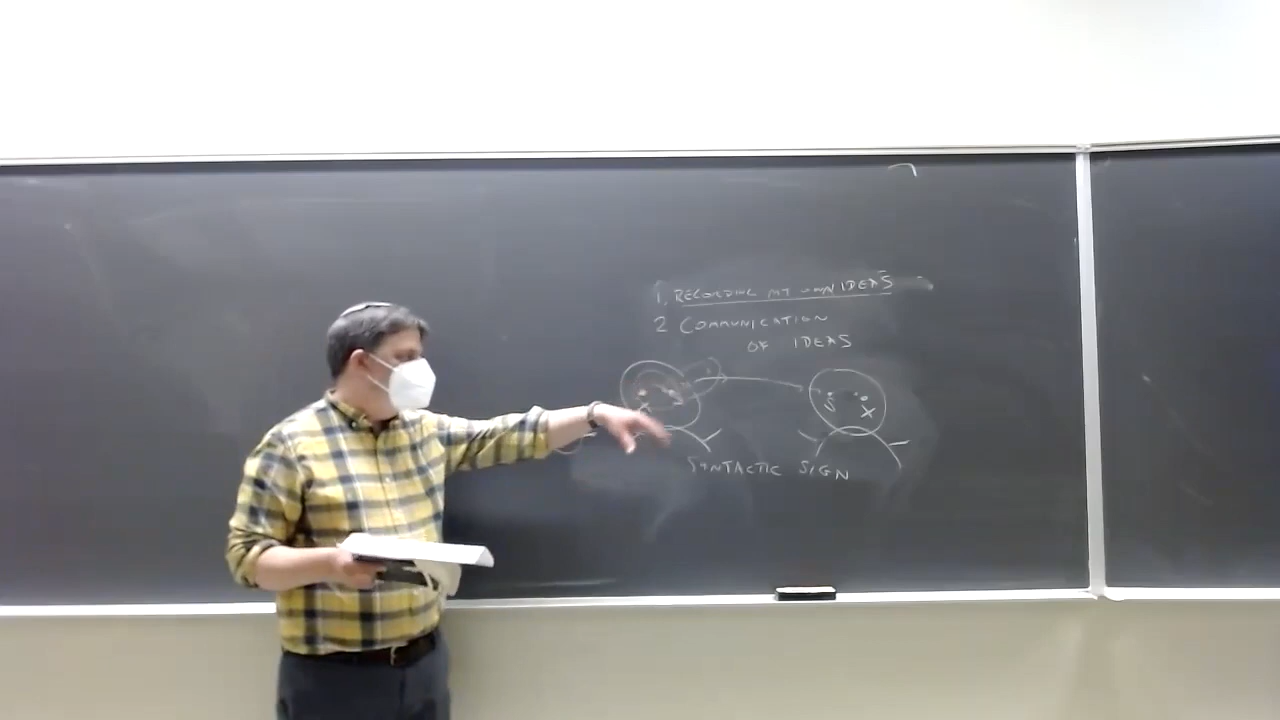 1. RECORDING MY OWN IDEAS
2 COMMUNICATION
OF IDEAS
S X
SYNTACTIC SIGN